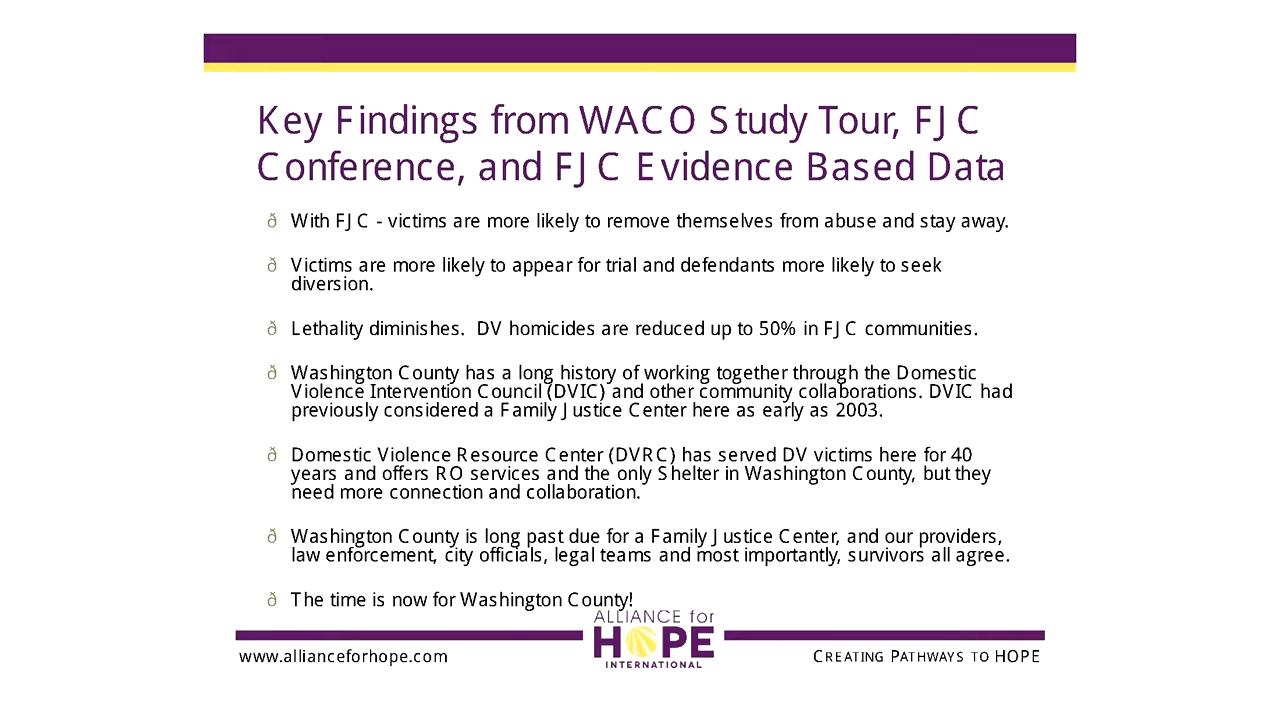 Key Findings from WACO Study Tour, FJC
Conference, and FJC Evidence Based Data
ð With FJC - victims are more likely to remove themselves from abuse and stay away.
ð Victims are more likely to appear for trial and defendants more likely to seek
diversion.
ð Lethality diminishes.  DV homicides are reduced up to 50% in FJC communities.
ð Washington County has a long history of working together through the Domestic
Violence Intervention Council (DVIC) and other community collaborations. DVIC had
previously considered a Family Justice Center here as early as 2003.
ð Domestic Violence Resource Center (DVRC) has served DV victims here for 40
years and offers RO services and the only Shelter in Washington County, but they
need more connection and collaboration.
ð Washington County is long past due for a Family Justice Center, and our providers,
law enforcement, city officials, legal teams and most importantly, survivors all agree.
ð The time is now for Washington County!
ALLIANCE for
HOPE
INTERNATIONAL
www.allianceforhope.com
CREATING PATHWAYS TO HOPE